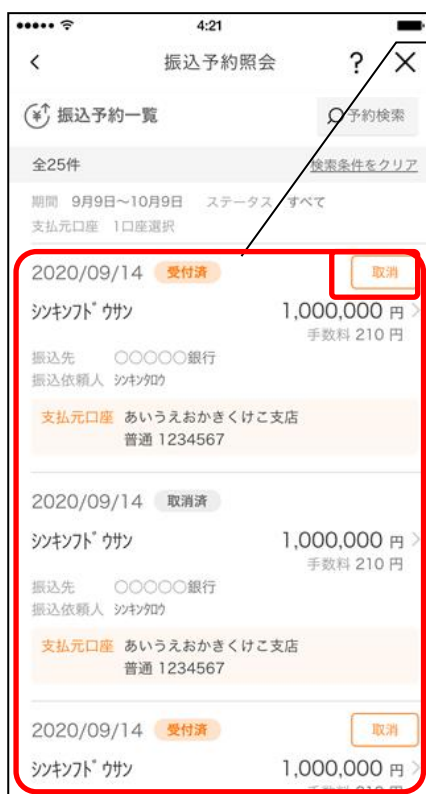 4:21
振込予約照会 ?
振込予約一覧 予約検索
全25件 検索条件をクリア
期間 9月9日～10月9日 ステータス すべて
支払元口座 1口座選択
2020/09/14 受付済 取消
ｼﾝｷﾝﾌﾄﾞｳｻﾝ 1,000,000 円
手数料 210 円
振込先 ○○○○○銀行
振込依頼人 ｼﾝｷﾝﾀﾛｳ
支払元口座 あいうえおかきくけこ支店
普通 1234567
2020/09/14 取消済
ｼﾝｷﾝﾌﾄﾞｳｻﾝ 1,000,000 円
手数料 210 円
振込先 ○○○○○銀行
振込依頼人 ｼﾝｷﾝﾀﾛｳ
支払元口座 あいうえおかきくけこ支店
普通 1234567
2020/09/14 受付済 取消
ｼﾝｷﾝﾌﾄﾞｳｻﾝ 1,000,000 円